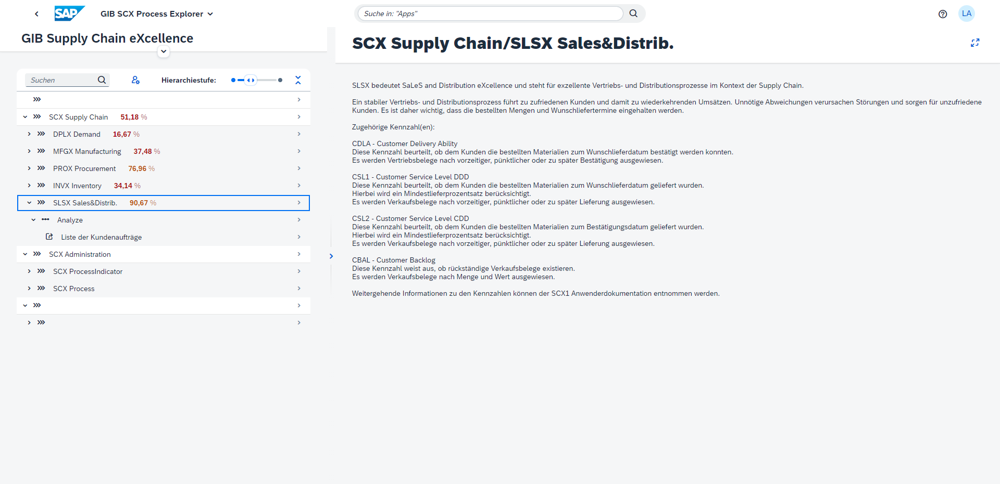 SAP
GIB SCX Process Explorer
Suche in: "Apps"
LA
GIB Supply Chain eXcellence
Suchen
Hierarchiestufe:
SCX Supply Chain 51,18 %
DPLX Demand 16,67 %
MFGX Manufacturing 37,48 %
PROX Procurement 76,96 %
INVX Inventory 34,14 %
SLSX Sales&Distrib. 90,67 %
Analyze
Liste der Kundenaufträge
SCX Administration
SCX ProcessIndicator
SCX Process
SCX Supply Chain/SLSX Sales&Distrib.
SLSX bedeutet SaLeS and Distribution eXcellence und steht für exzellente Vertriebs- und Distributionsprozesse im Kontext der Supply Chain.
Ein stabiler Vertriebs- und Distributionsprozess führt zu zufriedenen Kunden und damit zu wiederkehrenden Umsätzen. Unnötige Abweichungen verursachen Störungen und sorgen für unzufriedene
Kunden. Es ist daher wichtig, dass die bestellten Mengen und Wunschliefertermine eingehalten werden.
Zugehörige Kennzahl(en):
CDLA - Customer Delivery Ability
Diese Kennzahl beurteilt, ob dem Kunden die bestellten Materialien zum Wunschlieferdatum bestätigt werden konnten.
Es werden Vertriebsbelege nach vorzeitiger, pünktlicher oder zu später Bestätigung ausgewiesen.
CSL1 - Customer Service Level DDD
Diese Kennzahl beurteilt, ob dem Kunden die bestellten Materialien zum Wunschlieferdatum geliefert wurden.
Hierbei wird ein Mindestlieferprozentsatz berücksichtigt.
Es werden Verkaufsbelege nach vorzeitiger, pünktlicher oder zu später Lieferung ausgewiesen.
CSL2 - Customer Service Level CDD
Diese Kennzahl beurteilt, ob dem Kunden die bestellten Materialien zum Bestätigungsdatum geliefert wurden.
Hierbei wird ein Mindestlieferprozentsatz berücksichtigt.
Es werden Verkaufsbelege nach vorzeitiger, pünktlicher oder zu später Lieferung ausgewiesen.
CBAL - Customer Backlog
Diese Kennzahl weist aus, ob rückständige Verkaufsbelege existieren.
Es werden Verkaufsbelege nach Menge und Wert ausgewiesen.
Weitergehende Informationen zu den Kennzahlen können der SCX1 Anwenderdokumentation entnommen werden.